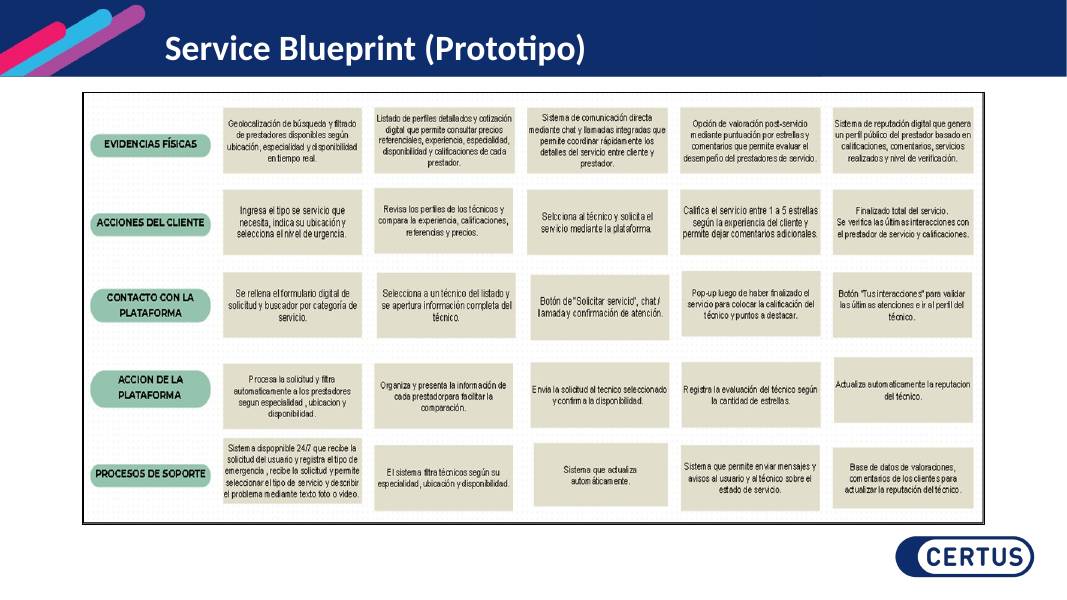 Service Blueprint (Prototipo)
EVIDENCIAS FÍSICAS
Geolocalización de búsqueda y filtrado
de prestadores disponibles según
ubicación, especialidad y disponibilidad
en tiempo real.
Listado de perfiles detallados y cotización
digital que permite consultar precios
referenciales, experiencia, especialidad,
disponibilidad y calificaciones de cada
prestador.
Sistema de comunicación directa
mediante chat y llamadas integradas que
permite coordinar rápidamente los
detalles del servicio entre cliente y
prestador.
Opción de valoración post-servicio
mediante puntuación por estrellas y
comentarios que permite evaluar el
desempeño del prestadores de servicio.
Sistema de reputación digital que genera
un perfil público del prestador basado en
calificaciones, comentarios, servicios
realizados y nivel de verificación.
ACCIONES DEL CLIENTE
Ingresa el tipo se servicio que
necesita, indica su ubicación y
selecciona el nivel de urgencia.
Revisa los perfiles de los técnicos y
compara la experiencia, calificaciones,
referencias y precios.
Selcciona al técnico y solicita el
servicio mediante la plataforma.
Califica el servicio entre 1 a 5 estrellas
según la experiencia del cliente y
permite dejar comentarios adicionales.
Finalizado total del servicio.
Se verifica las últimas interacciones con
el prestador de servicio y calificaciones.
CONTACTO CON LA
PLATAFORMA
Se rellena el formulario digital de
solicitud y buscador por categoría de
servicio.
Selecciona a un técnico del listado y
se apertura información completa del
técnico.
Botón de "Solicitar servicio", chat /
llamada y confirmación de atención.
Pop-up luego de haber finalizado el
servicio para colocar la calificación del
técnico y puntos a destacar.
Botón "Tus interacciones" para validar
las últimas atenciones e ir al perfil del
técnico.
ACCION DE LA
PLATAFORMA
Procesa la solicitud y filtra
automaticamente a los prestadores
segun especialidad , ubicacion y
disponibilidad.
Organiza y presenta la información de
cada prestadorpara facilitar la
comparación.
Envia la solicitud al tecnico seleccionado
y confirma la disponibilidad.
Registra la evaluación del técnico según
la cantidad de estrellas.
Actualiza automaticamente la reputacion
del técnico.
PROCESOS DE SOPORTE
Sistema dispopnible 24/7 que recibe la
solicitud del usuario y registra el tipo de
emergencia , recibe la solicitud y permite
seleccionar el tipo de servicio y describir
el problema mediamte texto foto o video.
El sistema filtra técnicos según su
especialidad, ubicación y disponibilidad.
Sistema que actualiza
automáticamente.
Sistema que permite enviar mensajes y
avisos al usuario y al técnico sobre el
estado de servicio.
Base de datos de valoraciones,
comentarios de los clientes para
actualizar la reputación del técnico.
CERTUS